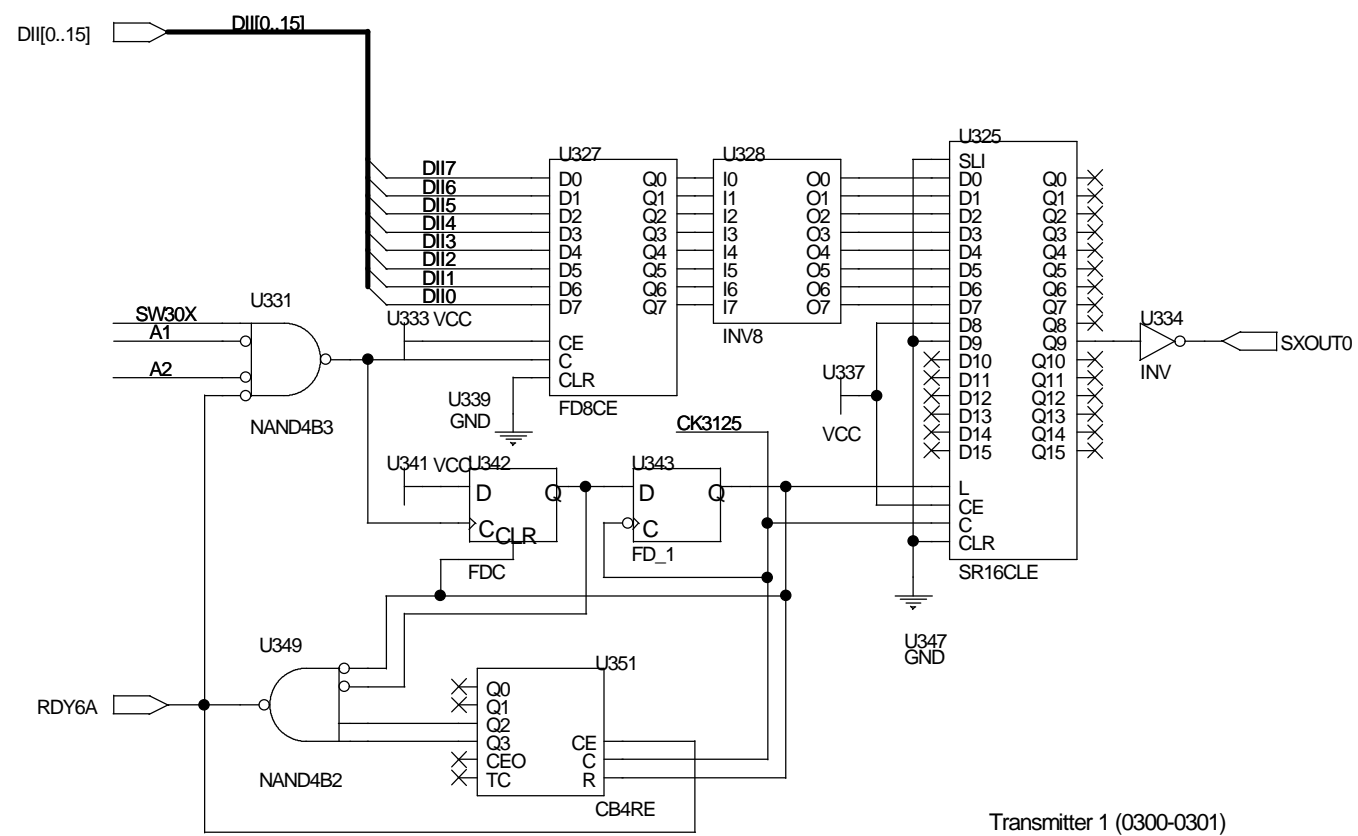 DII[0..15]
DII[0..15]
U325
U327
U328
SLI
DII7
D0
Q0
I0
O0
D0
Q0
DII6
D1
Q1
I1
O1
D1
Q1
DII5
D2
Q2
I2
O2
D2
Q2
DII4
D3
Q3
I3
O3
D3
Q3
DII3
D4
Q4
I4
O4
D4
Q4
DII2
D5
Q5
I5
O5
D5
Q5
DII1
D6
Q6
I6
O6
D6
Q6
DII0
D7
Q7
I7
O7
D7
Q7
U331
SW30X
U333 VCC
D8
Q8
U334
A1
CE
INV8
D9
Q9
SXOUT0
C
D10
Q10
A2
CLR
U337
D11
Q11
INV
U339
D12
Q12
GND
FD8CE
D13
Q13
NAND4B3
CK3125
VCC
D14
Q14
D15
Q15
U341 VCC
U342
U343
D
Q
D
Q
L
CE
C
CLR
C
C
CLR
FDC
FD_1
SR16CLE
U349
U347
GND
U351
Q0
RDY6A
Q1
Q2
Q3
CE
CEO
C
NAND4B2
TC
R
CB4RE
Transmitter 1 (0300-0301)